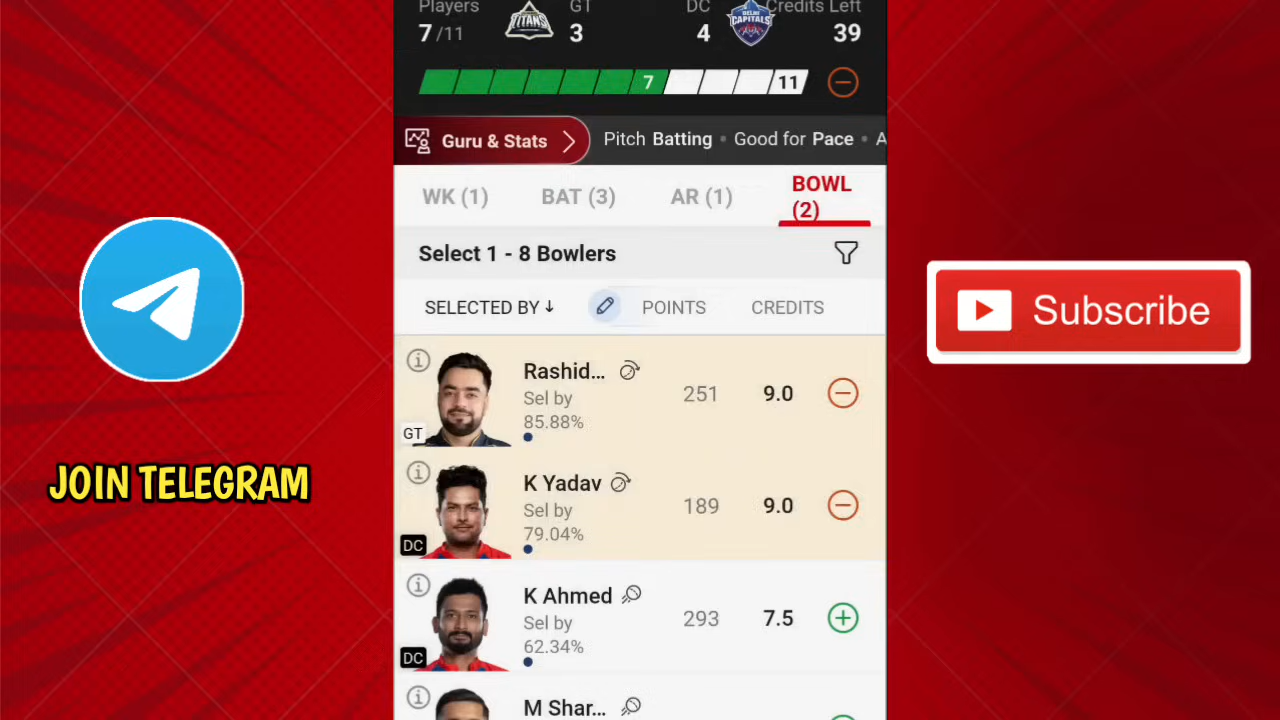 Players GT DC Credits Left
7/11 TITANS 3 4 DELHI CAPITALS 39
7 11
Guru & Stats Pitch Batting • Good for Pace • A
WK (1) BAT (3) AR (1) BOWL (2)
Select 1 - 8 Bowlers
SELECTED BY↓ POINTS CREDITS
Rashid... 251 9.0
Sel by
85.88%
GT
K Yadav 189 9.0
Sel by
79.04%
DC
K Ahmed 293 7.5
Sel by
62.34%
DC
M Shar...
JOIN TELEGRAM
Subscribe